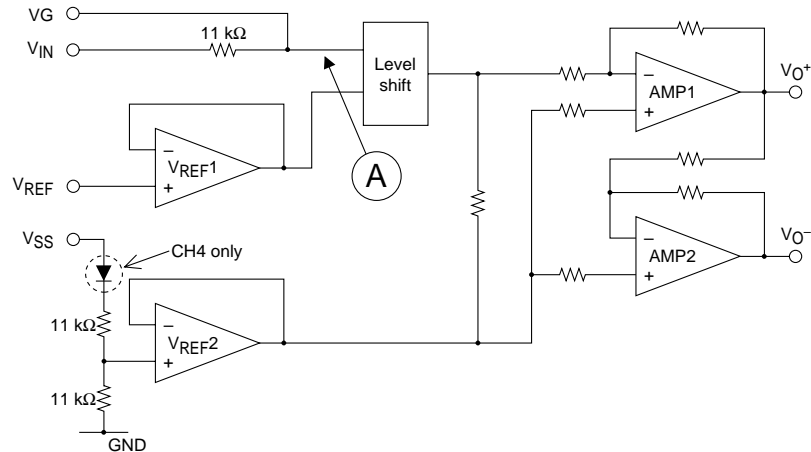 VG
VIN
11 kΩ
Level
shift
VREF
− VREF1 +
A
− AMP1 +
VO+
− AMP2 +
VO−
VSS
CH4 only
11 kΩ
− VREF2 +
11 kΩ
GND